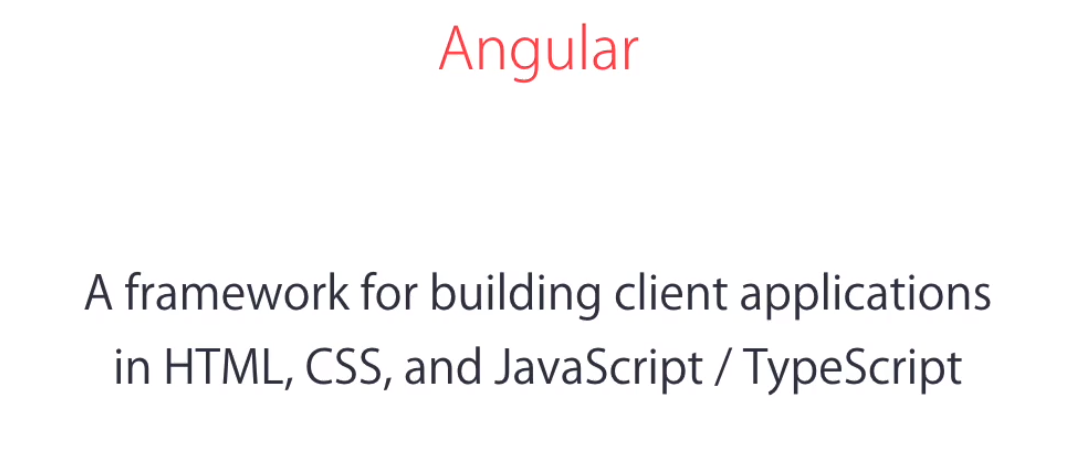 Angular
A framework for building client applications
in HTML, CSS, and JavaScript / TypeScript